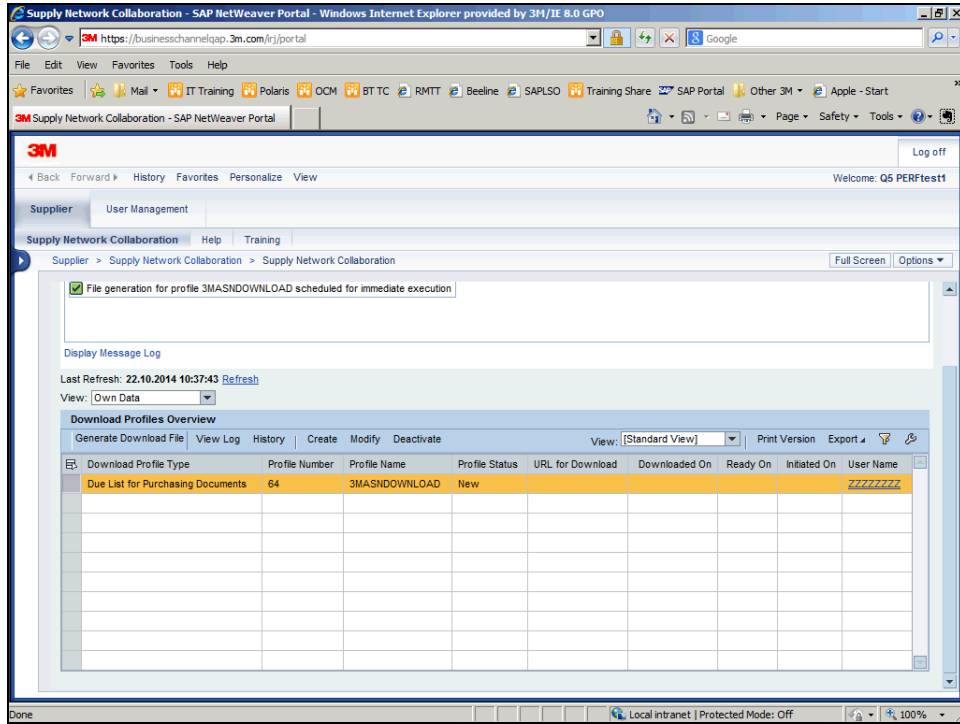 Supply Network Collaboration - SAP NetWeaver Portal - Windows Internet Explorer provided by 3M/IE 8.0 GPO
3M https://businesschannelqap.3m.com/irj/portal
Google
File Edit View Favorites Tools Help
Favorites Mail IT Training Polaris OCM BT TC RMTT Beeline SAPLSO Training Share SAP Portal Other 3M Apple - Start »
3M Supply Network Collaboration - SAP NetWeaver Portal
Page Safety Tools
3M
Log off
Back Forward History Favorites Personalize View
Welcome: Q5 PERFtest1
Supplier User Management
Supply Network Collaboration Help Training
Supplier > Supply Network Collaboration > Supply Network Collaboration
Full Screen Options
File generation for profile 3MASNDOWNLOAD scheduled for immediate execution
Display Message Log
Last Refresh: 22.10.2014 10:37:43 Refresh
View: Own Data
Download Profiles Overview
Generate Download File View Log History Create Modify Deactivate View: [Standard View] Print Version Export
Download Profile Type Profile Number Profile Name Profile Status URL for Download Downloaded On Ready On Initiated On User Name
Due List for Purchasing Documents 64 3MASNDOWNLOAD New ZZZZZZZZ
Done
Local intranet | Protected Mode: Off
100%